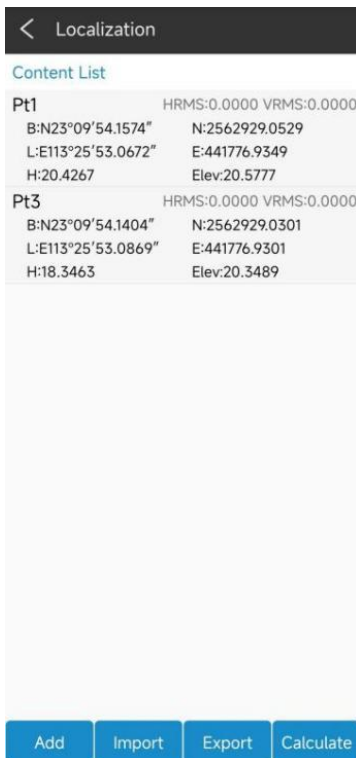 Localization
Content List
Pt1 HRMS:0.0000 VRMS:0.0000
B:N23°09'54.1574" N:2562929.0529
L:E113°25'53.0672" E:441776.9349
H:20.4267 Elev:20.5777
Pt3 HRMS:0.0000 VRMS:0.0000
B:N23°09'54.1404" N:2562929.0301
L:E113°25'53.0869" E:441776.9301
H:18.3463 Elev:20.3489
Add Import Export Calculate